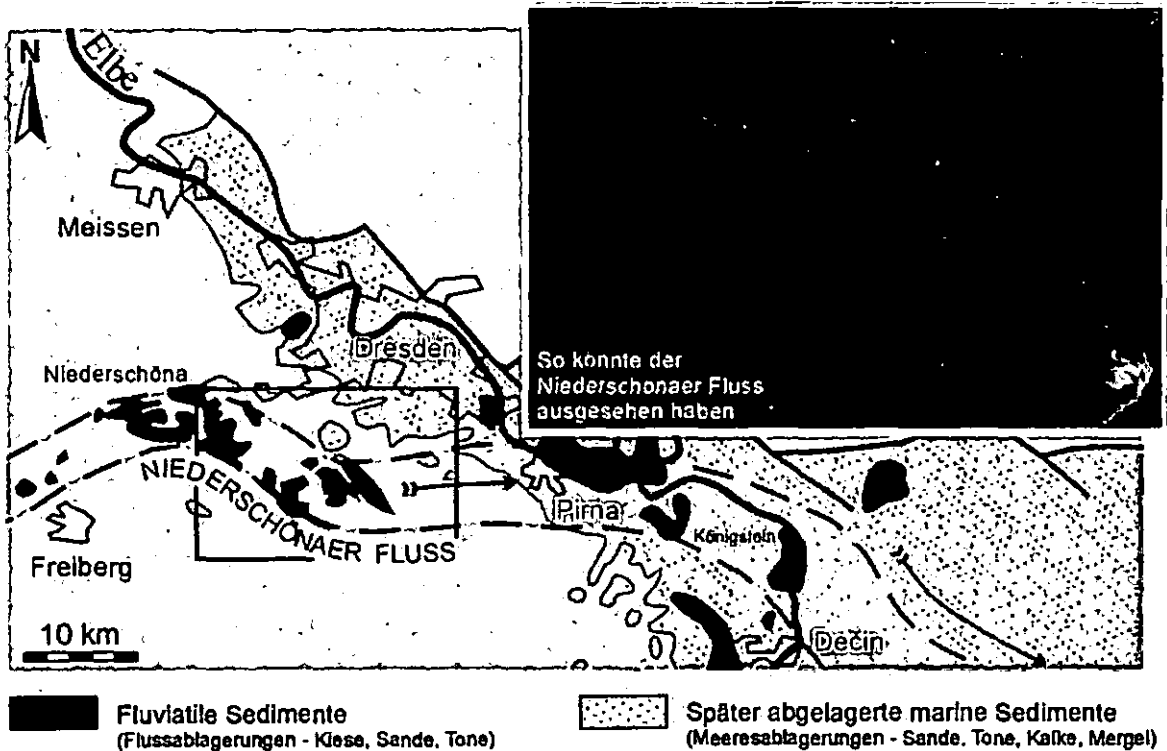 N
Elbe
Meissen
Dresden
Niederschöna
NIEDERSCHÖNAER FLUSS
Pirna
Königstein
Freiberg
Děčin
10 km
So könnte der
Niederschonaer Fluss
ausgesehen haben
Fluviatile Sedimente
(Flussablagerungen - Kiese, Sande, Tone)
Später abgelagerte marine Sedimente
(Meeresablagerungen - Sande, Tone, Kalke, Mergel)